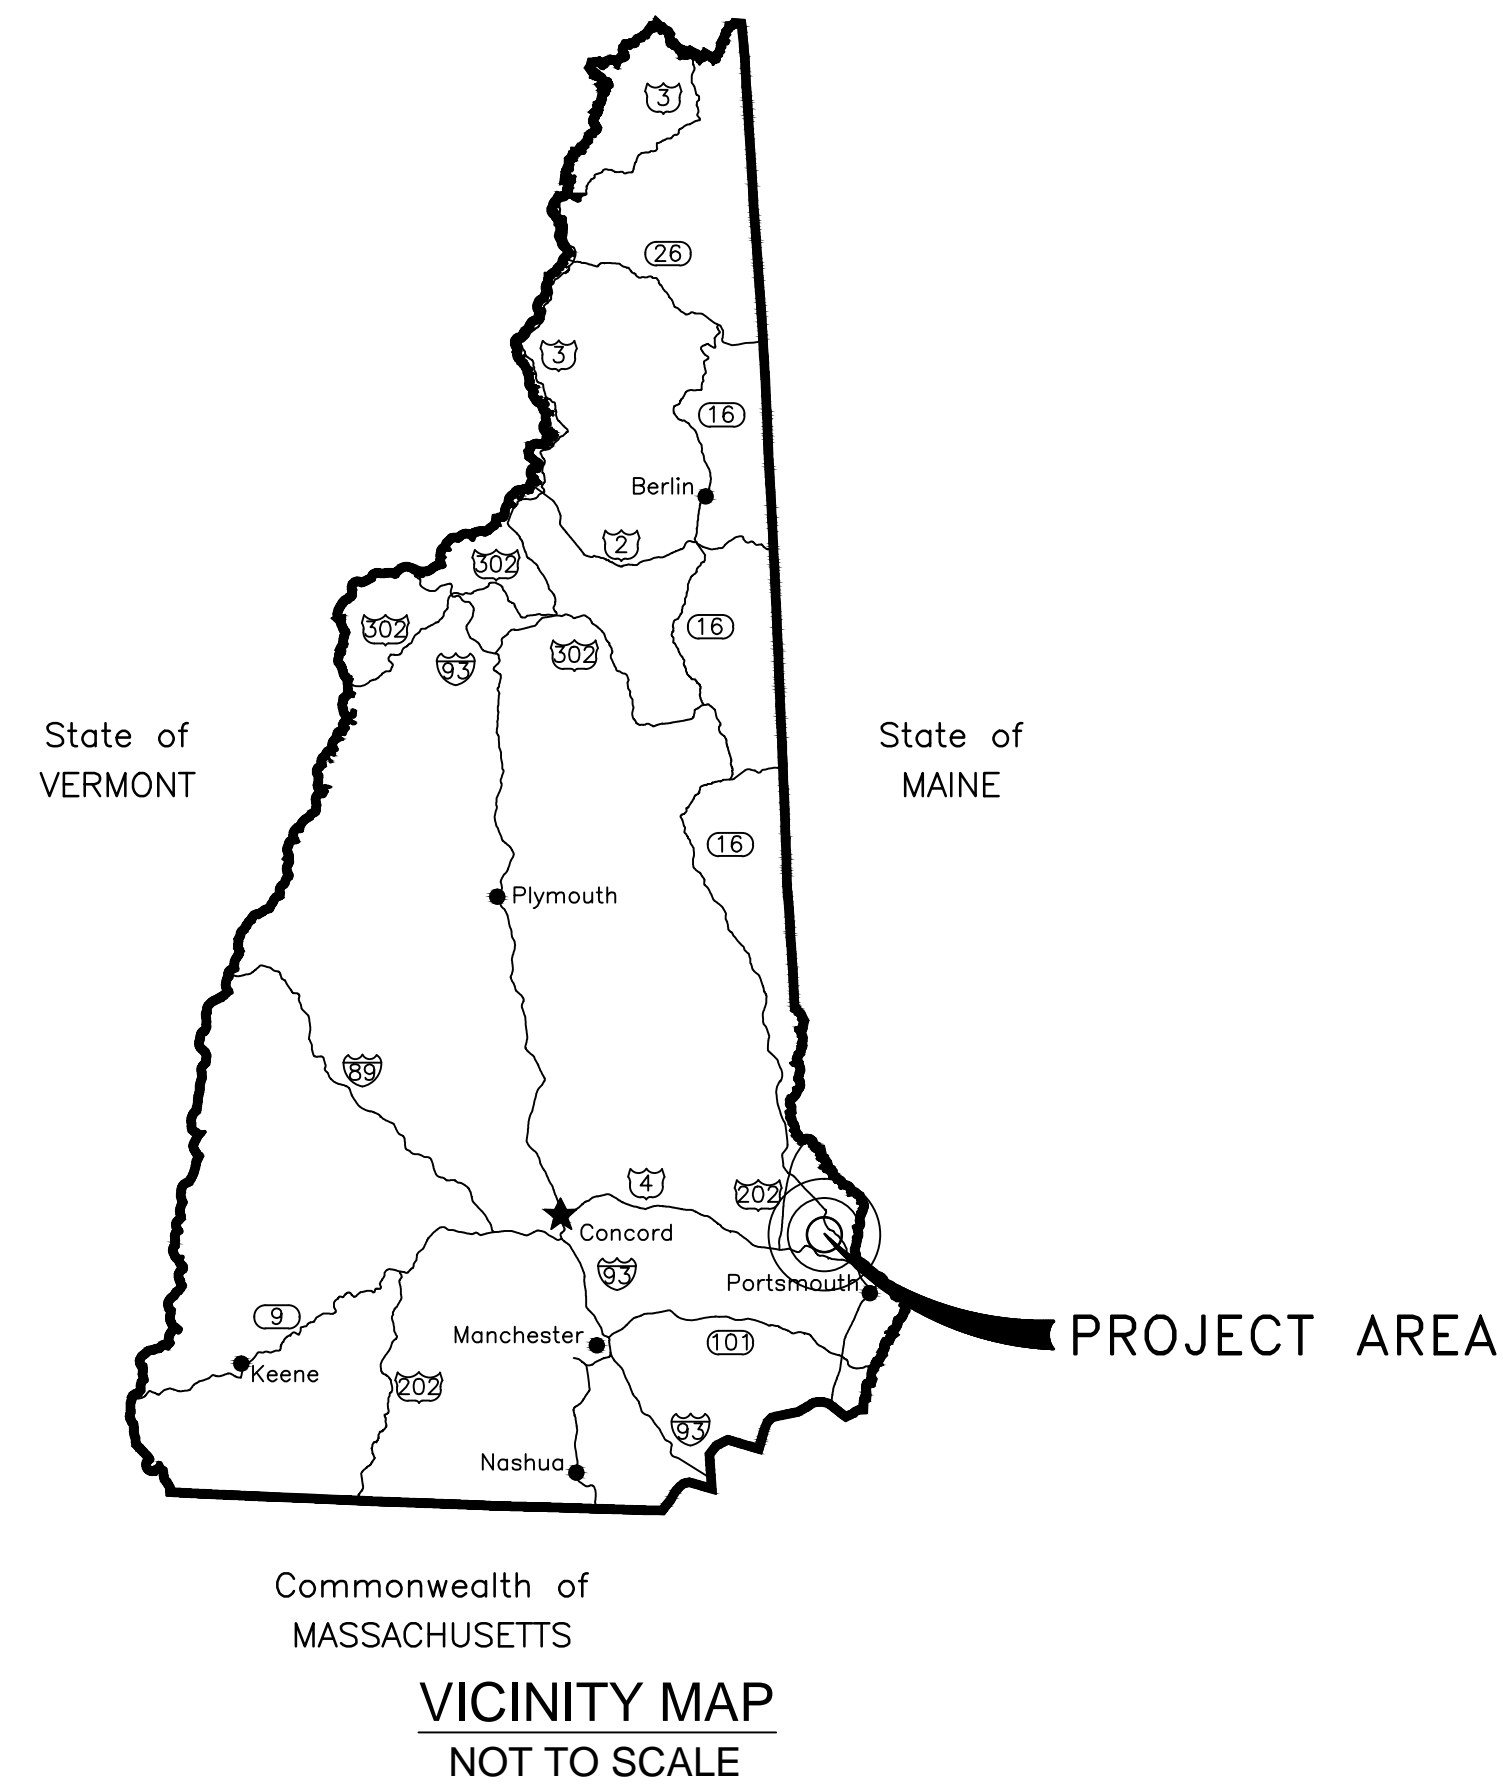 3
26
3
16
Berlin
2
302
302
16
302
93
State of
VERMONT
State of
MAINE
16
Plymouth
89
4
202
Concord
93
Portsmouth
9
PROJECT AREA
Manchester
101
Keene
202
93
Nashua
Commonwealth of
MASSACHUSETTS
VICINITY MAP
NOT TO SCALE